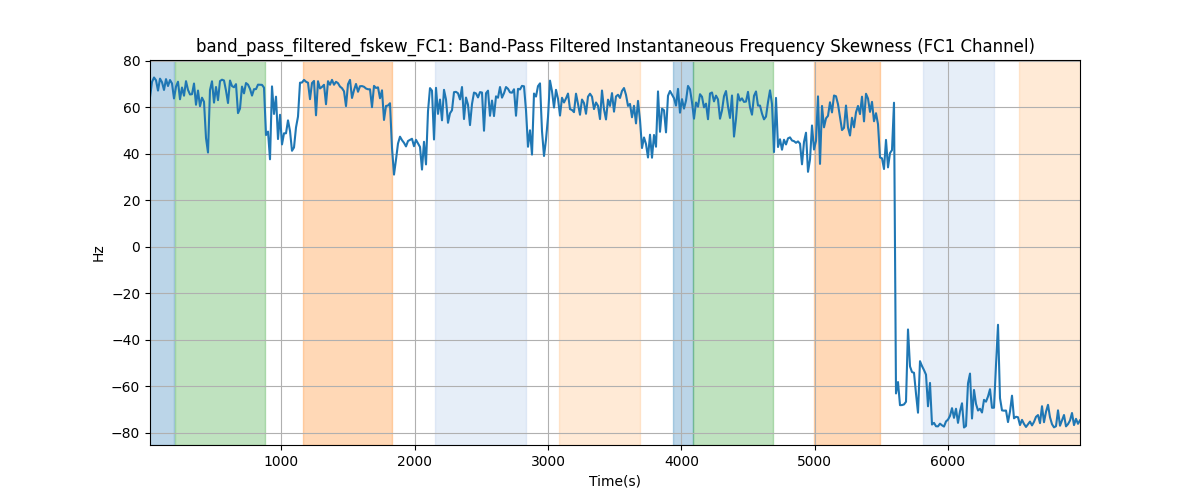 band_pass_filtered_fskew_FC1: Band-Pass Filtered Instantaneous Frequency Skewness (FC1 Channel)
80
60
40
20
0
−20
−40
−60
−80
Hz
1000 2000 3000 4000 5000 6000
Time(s)